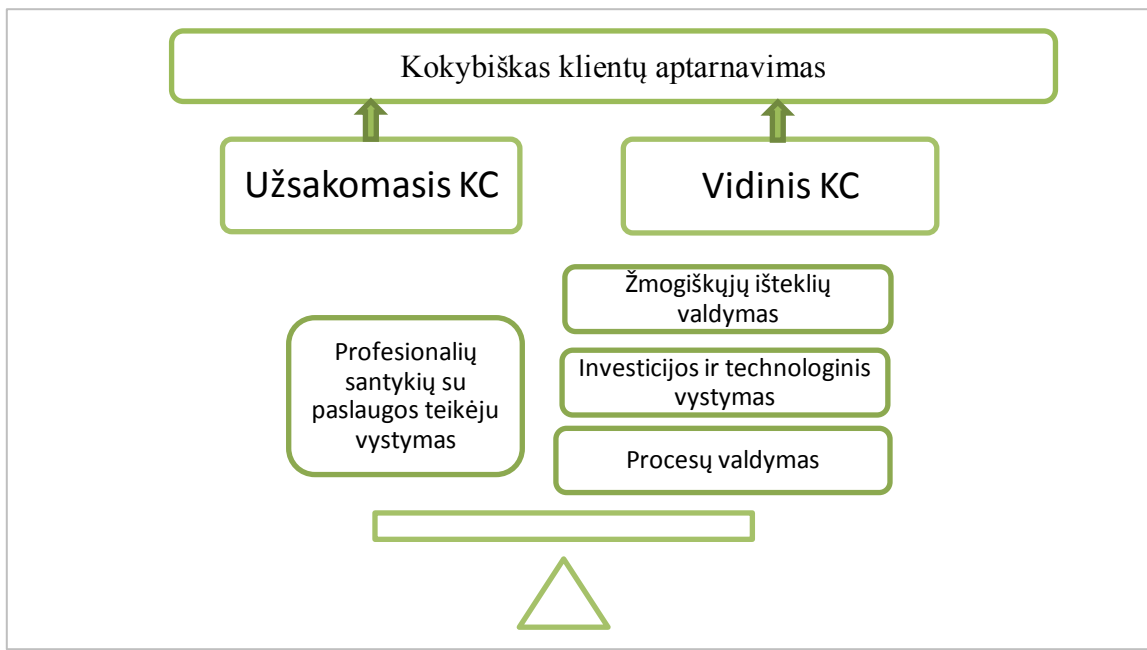 Kokybiškas klientų aptarnavimas
Užsakomasis KC
Vidinis KC
Profesionalių
santykių su
paslaugos teikėju
vystymas
Žmogiškųjų išteklių
valdymas
Investicijos ir technologinis
vystymas
Procesų valdymas